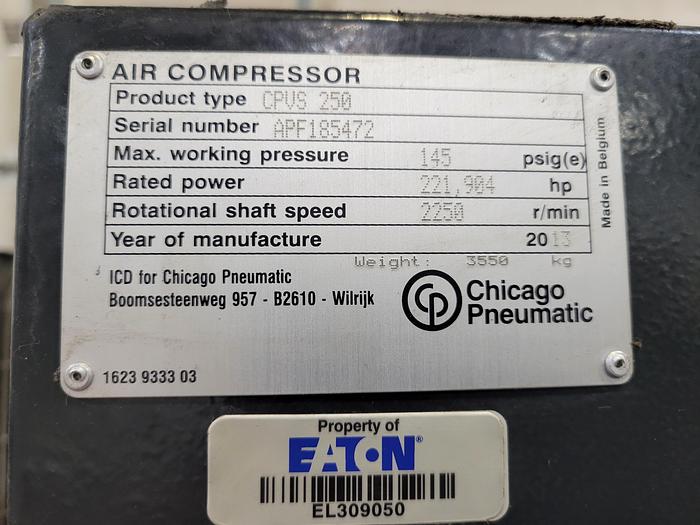 AIR COMPRESSOR
Product type CPVS 250
Serial number APF185472
Max. working pressure 145 psig(e)
Rated power 221,904 hp
Rotational shaft speed 2250 r/min
Year of manufacture 2013
Weight: 3550 kg
Made in Belgium
ICD for Chicago Pneumatic
Boomsesteenweg 957 - B2610 - Wilrijk
CP Chicago
Pneumatic
1623 9333 03
Property of
EATON®
EL309050